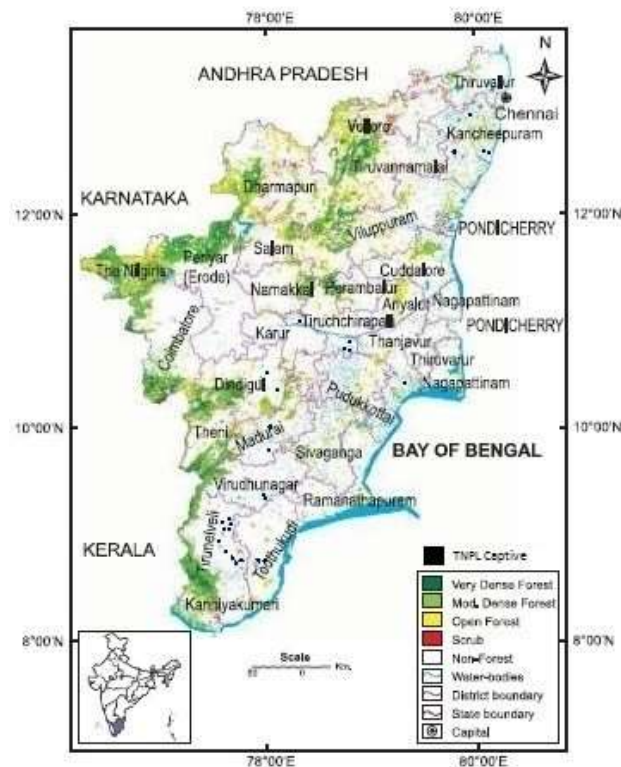 78°00'E 80°00'E
N
ANDHRA PRADESH
Thiruvallur
Chennai
Vellore
Kancheepuram
Tiruvannamalai
KARNATAKA
Dharmapuri
12°00'N 12°00'N
Viluppuram
PONDICHERRY
Salem
Periyar
(Erode)
The Nilgiris
Cuddalore
Namakkal
Perambalur
Ariyalur
Nagapattinam
Coimbatore
Karur
Tiruchchirapalli
PONDICHERRY
Thanjavur
Thiruvarur
Dindigul
Pudukkottai
Nagapattinam
10°00'N 10°00'N
Theni
Madurai
BAY OF BENGAL
Sivaganga
Virudhunagar
Ramanathapuram
KERALA
Tirunelveli
Toothukudi
Kanniyakumari
8°00'N 8°00'N
TNPL Captive
Very Dense Forest
Mod. Dense Forest
Open Forest
Scrub
Non-Forest
Water-bodies
District boundary
State boundary
Capital
Scale
0 Km.
78°00'E 80°00'E